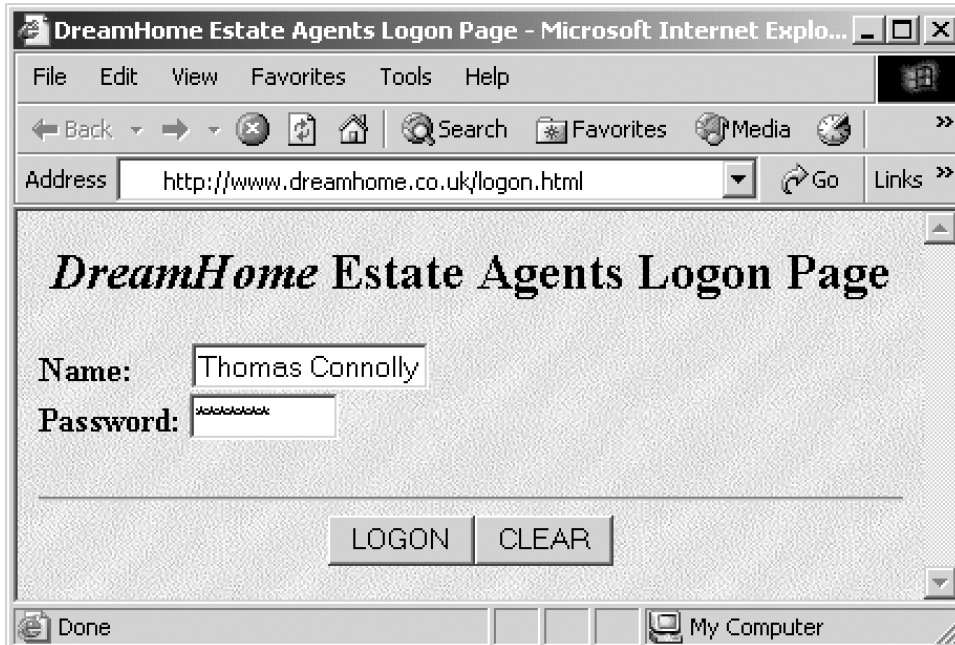 DreamHome Estate Agents Logon Page - Microsoft Internet Explo...
File Edit View Favorites Tools Help
Back Search Favorites Media »
Address http://www.dreamhome.co.uk/logon.html Go Links »
DreamHome Estate Agents Logon Page
Name: Thomas Connolly
Password: ********
LOGON CLEAR
Done My Computer